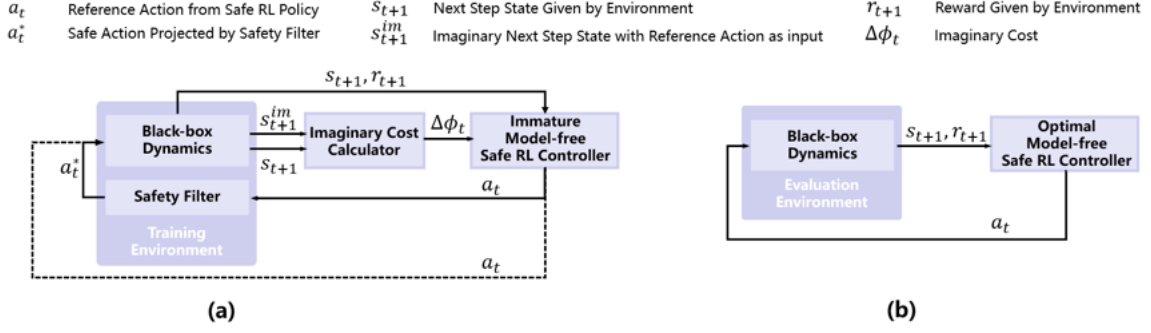 a_t Reference Action from Safe RL Policy s_{t+1} Next Step State Given by Environment r_{t+1} Reward Given by Environment
a_t^* Safe Action Projected by Safety Filter s_{t+1}^{im} Imaginary Next Step State with Reference Action as input Δϕ_t Imaginary Cost
s_{t+1}, r_{t+1}
Black-box
Dynamics
s_{t+1}^{im}
s_{t+1}
Imaginary Cost
Calculator
Δϕ_t
Immature
Model-free
Safe RL Controller
a_t^*
Safety Filter
a_t
Training
Environment
a_t
(a)
Black-box
Dynamics
s_{t+1}, r_{t+1}
Optimal
Model-free
Safe RL Controller
Evaluation
Environment
a_t
(b)